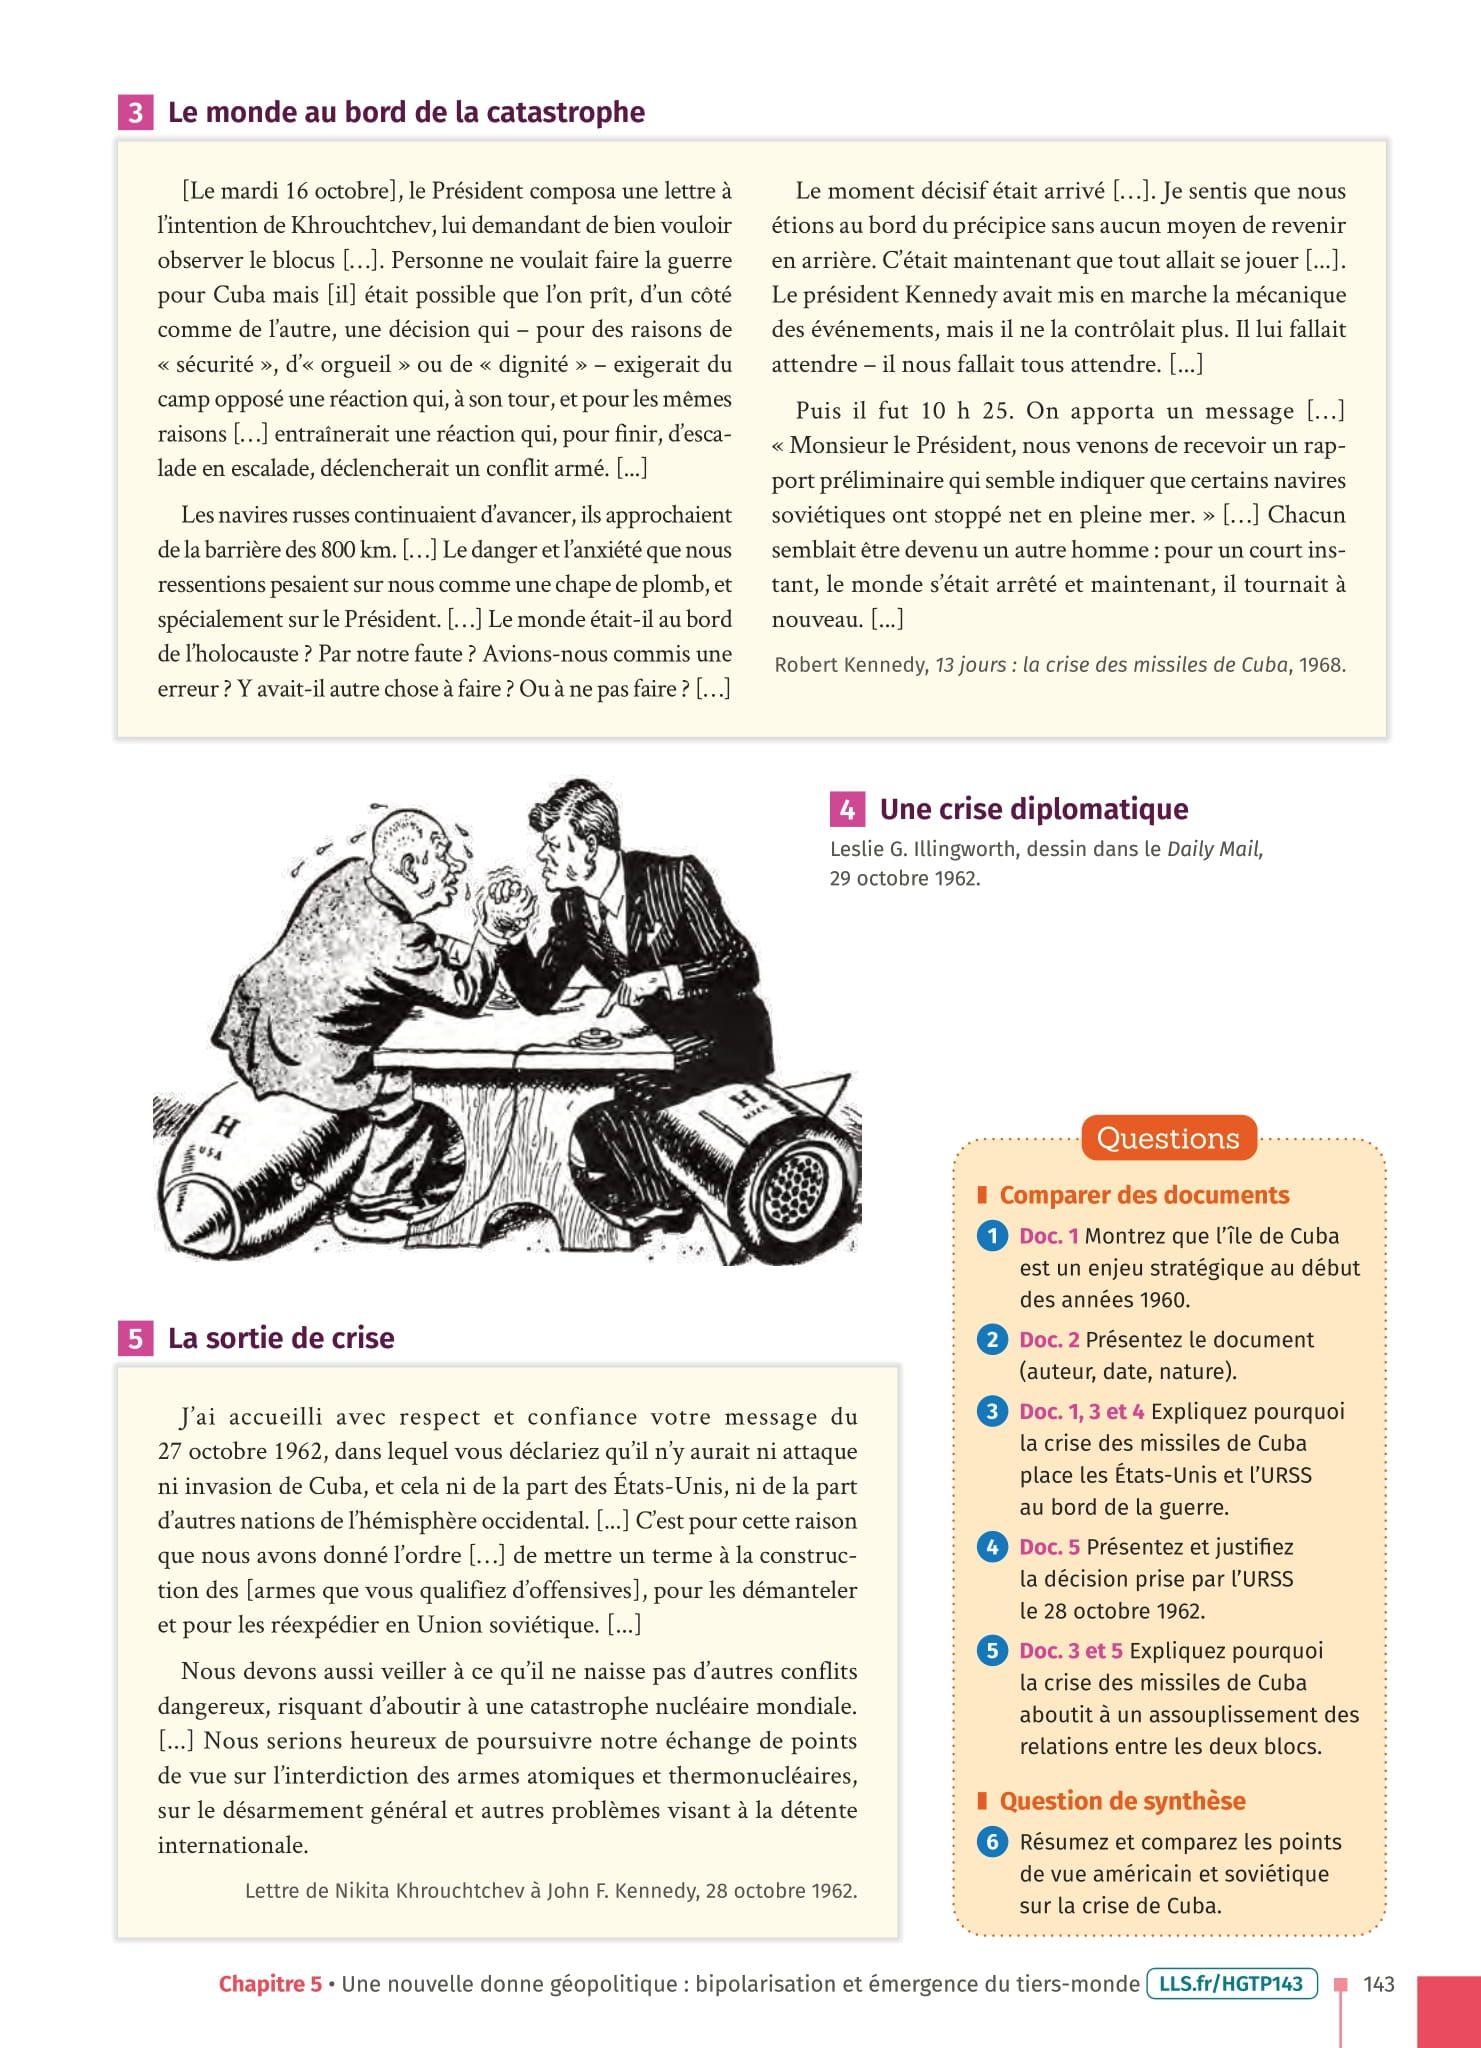 3 Le monde au bord de la catastrophe
[Le mardi 16 octobre], le Président composa une lettre à
l'intention de Khrouchtchev, lui demandant de bien vouloir
observer le blocus […]. Personne ne voulait faire la guerre
pour Cuba mais [il] était possible que l'on prît, d'un côté
comme de l'autre, une décision qui – pour des raisons de
« sécurité », d'« orgueil » ou de « dignité » – exigerait du
camp opposé une réaction qui, à son tour, et pour les mêmes
raisons […] entraînerait une réaction qui, pour finir, d'esca-
lade en escalade, déclencherait un conflit armé. [...]
Les navires russes continuaient d'avancer, ils approchaient
de la barrière des 800 km. […] Le danger et l'anxiété que nous
ressentions pesaient sur nous comme une chape de plomb, et
spécialement sur le Président. […] Le monde était-il au bord
de l'holocauste ? Par notre faute ? Avions-nous commis une
erreur ? Y avait-il autre chose à faire ? Ou à ne pas faire ? […]
Le moment décisif était arrivé […]. Je sentis que nous
étions au bord du précipice sans aucun moyen de revenir
en arrière. C'était maintenant que tout allait se jouer [...].
Le président Kennedy avait mis en marche la mécanique
des événements, mais il ne la contrôlait plus. Il lui fallait
attendre – il nous fallait tous attendre. [...]
Puis il fut 10 h 25. On apporta un message […]
« Monsieur le Président, nous venons de recevoir un rap-
port préliminaire qui semble indiquer que certains navires
soviétiques ont stoppé net en pleine mer. » […] Chacun
semblait être devenu un autre homme : pour un court ins-
tant, le monde s'était arrêté et maintenant, il tournait à
nouveau. [...]
Robert Kennedy, 13 jours : la crise des missiles de Cuba, 1968.
4 Une crise diplomatique
Leslie G. Illingworth, dessin dans le Daily Mail,
29 octobre 1962.
H
USA
H
5 La sortie de crise
J'ai accueilli avec respect et confiance votre message du
27 octobre 1962, dans lequel vous déclariez qu'il n'y aurait ni attaque
ni invasion de Cuba, et cela ni de la part des États-Unis, ni de la part
d'autres nations de l'hémisphère occidental. [...] C'est pour cette raison
que nous avons donné l'ordre […] de mettre un terme à la construc-
tion des [armes que vous qualifiez d'offensives], pour les démanteler
et pour les réexpédier en Union soviétique. [...]
Nous devons aussi veiller à ce qu'il ne naisse pas d'autres conflits
dangereux, risquant d'aboutir à une catastrophe nucléaire mondiale.
[...] Nous serions heureux de poursuivre notre échange de points
de vue sur l'interdiction des armes atomiques et thermonucléaires,
sur le désarmement général et autres problèmes visant à la détente
internationale.
Lettre de Nikita Khrouchtchev à John F. Kennedy, 28 octobre 1962.
Questions
Comparer des documents
1 Doc. 1 Montrez que l'île de Cuba
est un enjeu stratégique au début
des années 1960.
2 Doc. 2 Présentez le document
(auteur, date, nature).
3 Doc. 1, 3 et 4 Expliquez pourquoi
la crise des missiles de Cuba
place les États-Unis et l'URSS
au bord de la guerre.
4 Doc. 5 Présentez et justifiez
la décision prise par l'URSS
le 28 octobre 1962.
5 Doc. 3 et 5 Expliquez pourquoi
la crise des missiles de Cuba
aboutit à un assouplissement des
relations entre les deux blocs.
Question de synthèse
6 Résumez et comparez les points
de vue américain et soviétique
sur la crise de Cuba.
Chapitre 5 • Une nouvelle donne géopolitique : bipolarisation et émergence du tiers-monde LLS.fr/HGTP143 143